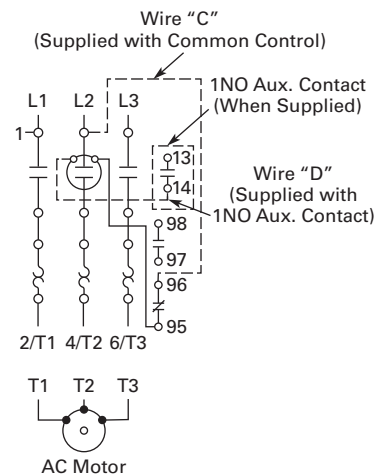 Wire “C”
(Supplied with Common Control)
1NO Aux. Contact
(When Supplied)
L1 L2 L3
1
13
14
Wire “D”
(Supplied with
1NO Aux. Contact)
98
97
96
95
2/T1 4/T2 6/T3
T1 T2 T3
AC Motor